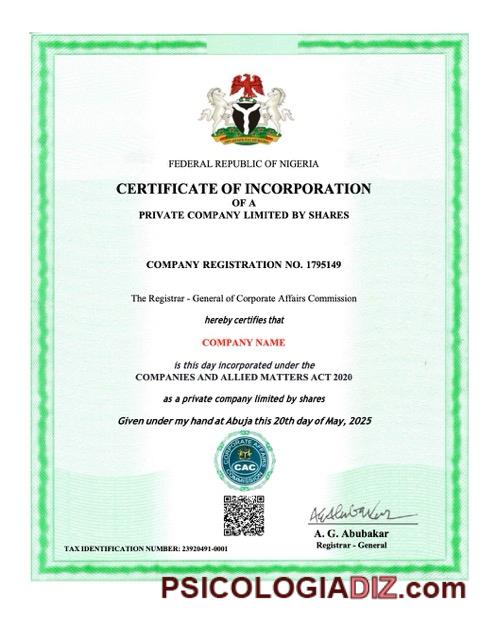 FEDERAL REPUBLIC OF NIGERIA
CERTIFICATE OF INCORPORATION
OF A
PRIVATE COMPANY LIMITED BY SHARES
COMPANY REGISTRATION NO. 1795149
The Registrar - General of Corporate Affairs Commission
hereby certifies that
COMPANY NAME
is this day incorporated under the
COMPANIES AND ALLIED MATTERS ACT 2020
as a private company limited by shares
Given under my hand at Abuja this 20th day of May, 2025
CORPORATE AFFAIRS
CAC
COMMISSION
A. G. Abubakar
Registrar - General
TAX IDENTIFICATION NUMBER: 23920491-0001
PSICOLOGIADIZ.com